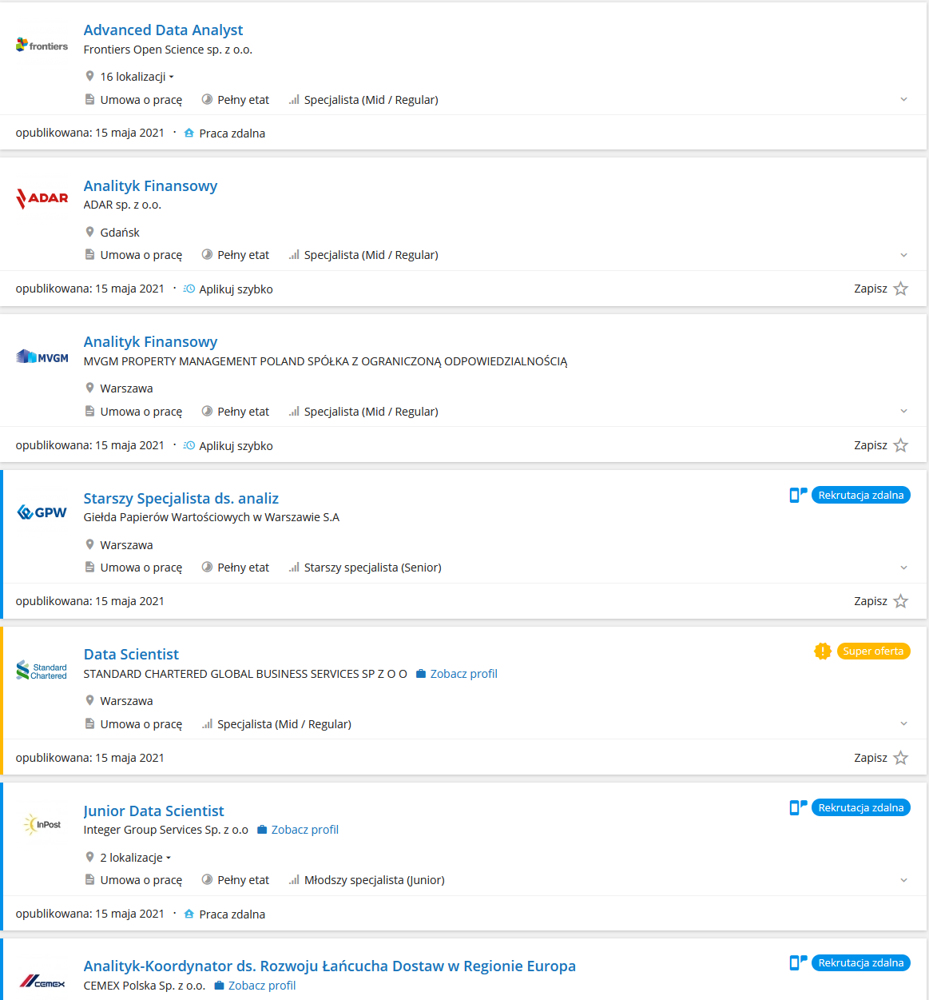 frontiers
Advanced Data Analyst
Frontiers Open Science sp. z o.o.
16 lokalizacji
Umowa o pracę Pełny etat Specjalista (Mid / Regular)
opublikowana: 15 maja 2021 · Praca zdalna
ADAR
Analityk Finansowy
ADAR sp. z o.o.
Gdańsk
Umowa o pracę Pełny etat Specjalista (Mid / Regular)
opublikowana: 15 maja 2021 · Aplikuj szybko Zapisz
MVGM
Analityk Finansowy
MVGM PROPERTY MANAGEMENT POLAND SPÓŁKA Z OGRANICZONĄ ODPOWIEDZIALNOŚCIĄ
Warszawa
Umowa o pracę Pełny etat Specjalista (Mid / Regular)
opublikowana: 15 maja 2021 · Aplikuj szybko Zapisz
GPW
Starszy Specjalista ds. analiz Rekrutacja zdalna
Giełda Papierów Wartościowych w Warszawie S.A
Warszawa
Umowa o pracę Pełny etat Starszy specjalista (Senior)
opublikowana: 15 maja 2021 Zapisz
Standard
Chartered
Data Scientist Super oferta
STANDARD CHARTERED GLOBAL BUSINESS SERVICES SP Z O O Zobacz profil
Warszawa
Umowa o pracę Specjalista (Mid / Regular)
opublikowana: 15 maja 2021 Zapisz
InPost
Junior Data Scientist Rekrutacja zdalna
Integer Group Services Sp. z o.o Zobacz profil
2 lokalizacje
Umowa o pracę Pełny etat Młodszy specjalista (Junior)
opublikowana: 15 maja 2021 · Praca zdalna
CEMEX
Analityk-Koordynator ds. Rozwoju Łańcucha Dostaw w Regionie Europa Rekrutacja zdalna
CEMEX Polska Sp. z o.o. Zobacz profil